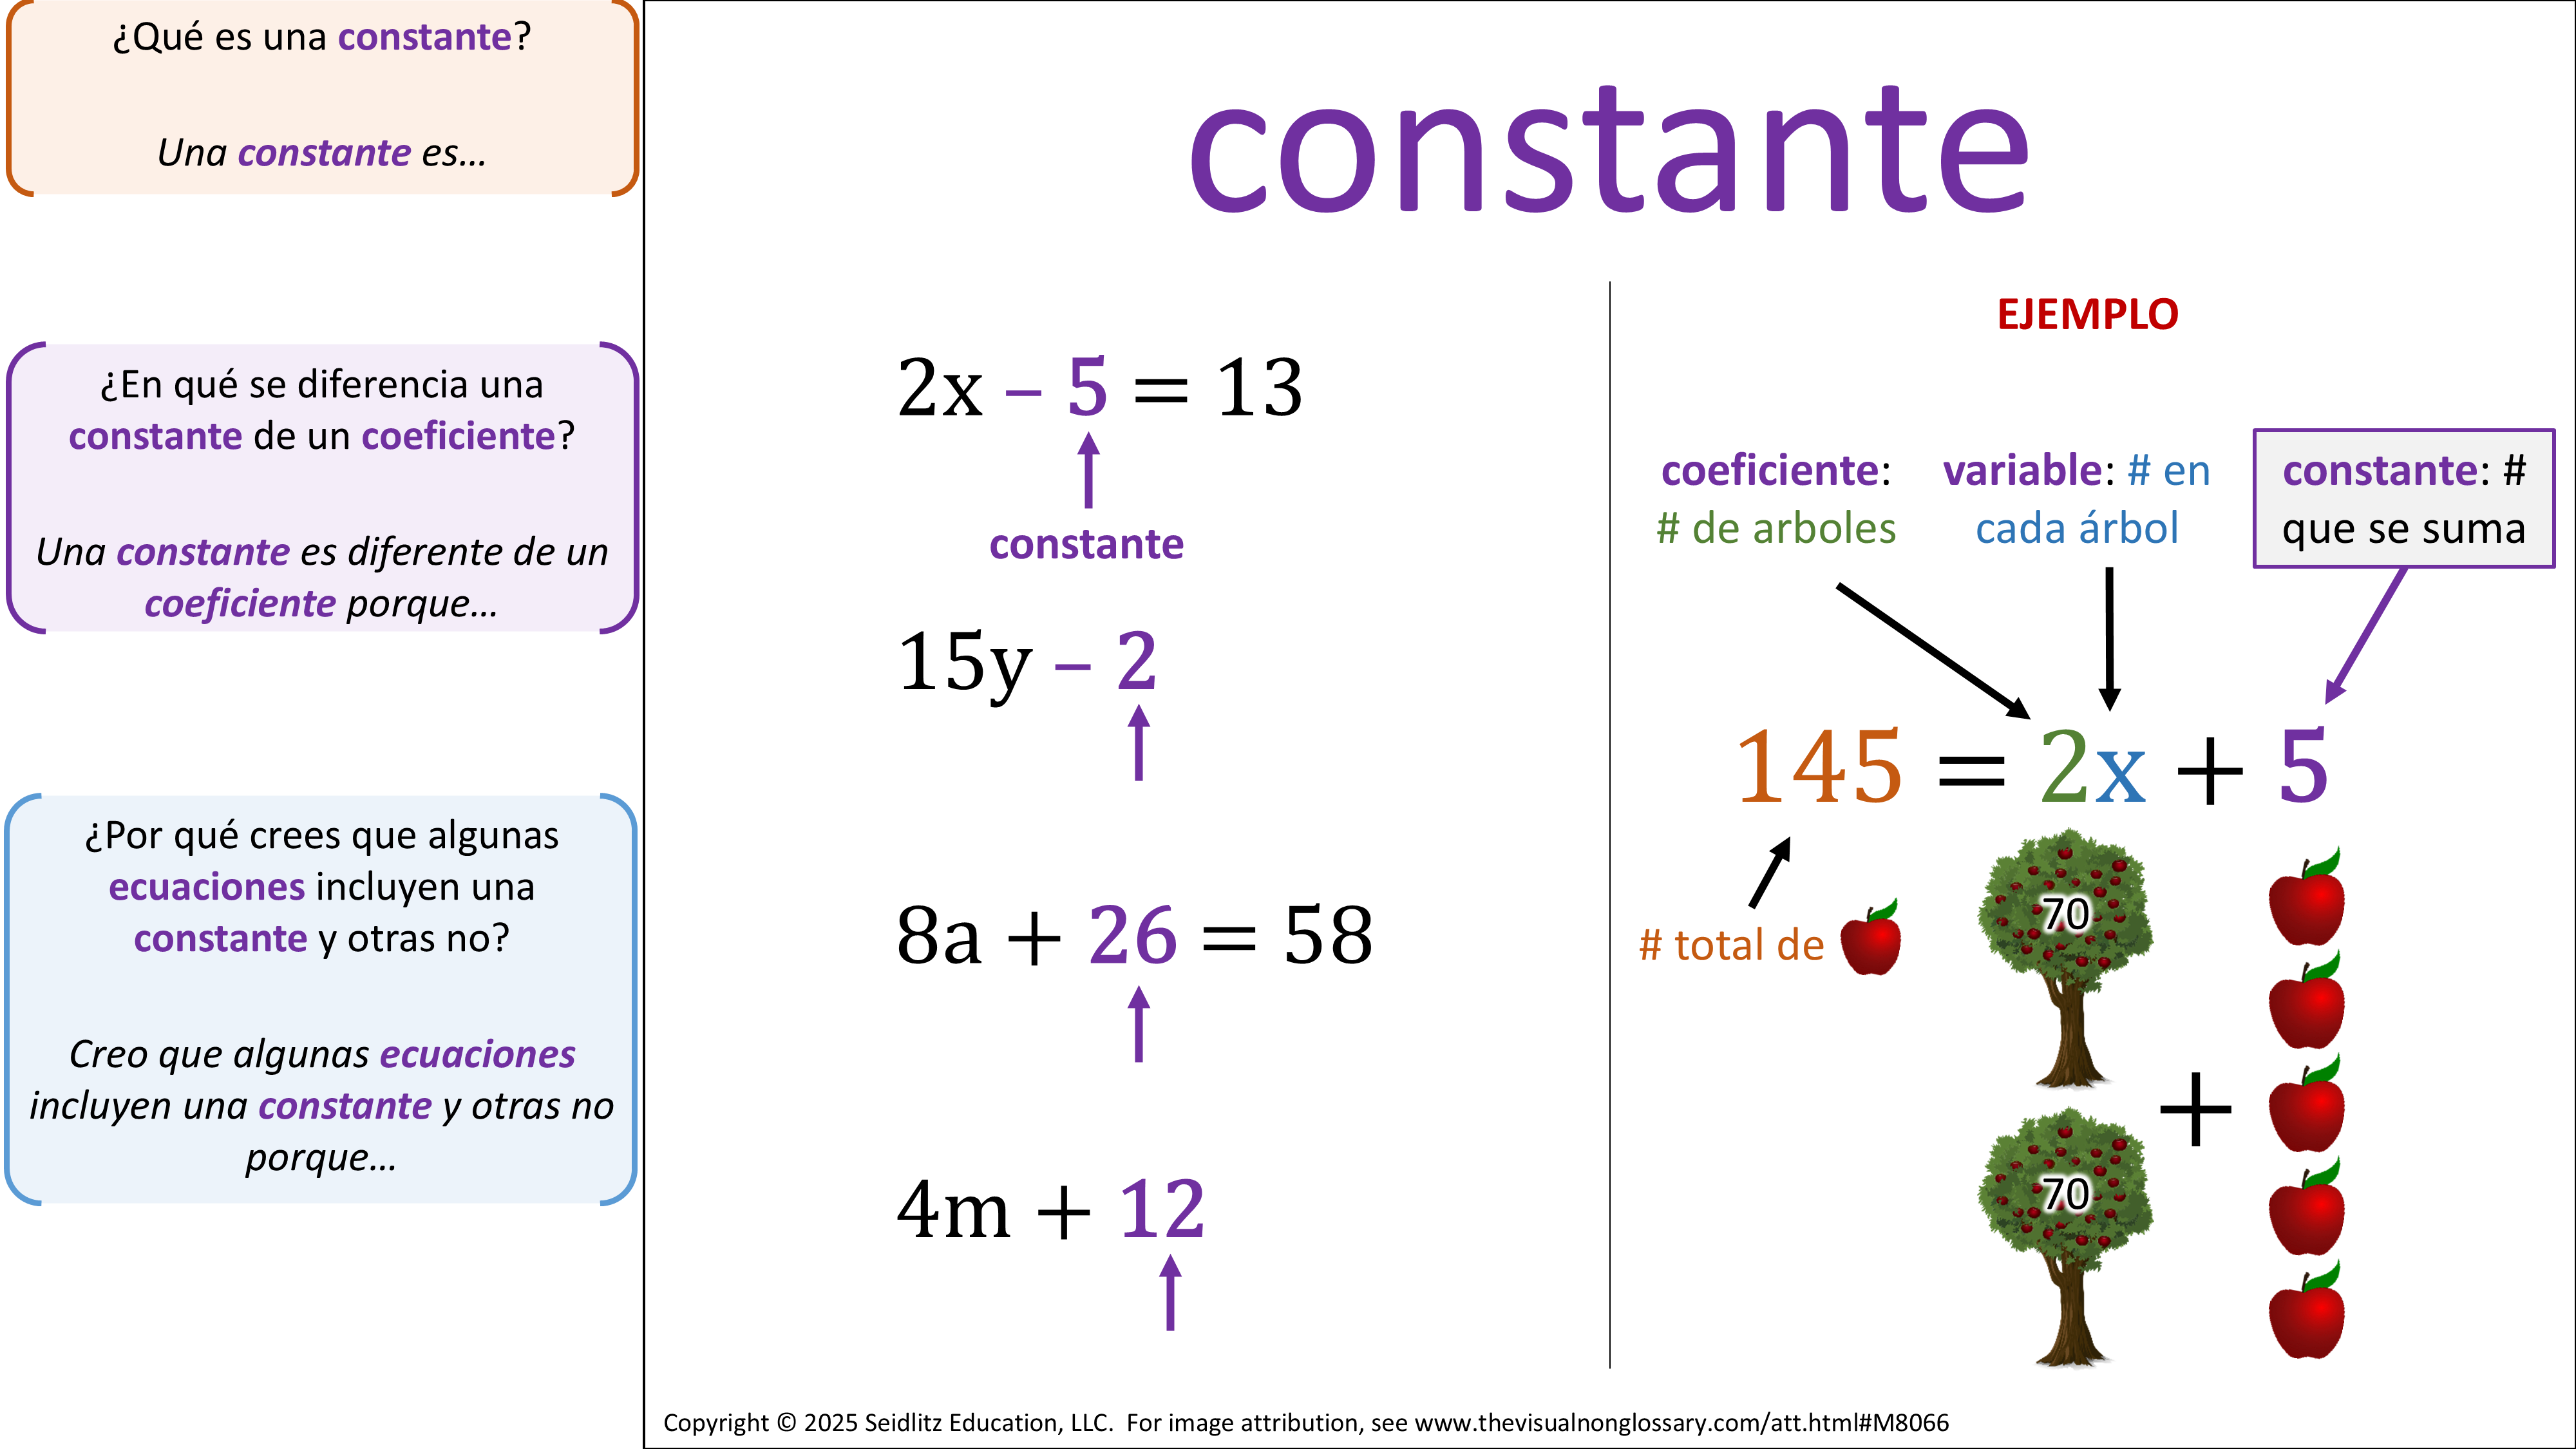 ¿Qué es una constante?
Una constante es...
¿En qué se diferencia una
constante de un coeficiente?
Una constante es diferente de un
coeficiente porque...
¿Por qué crees que algunas
ecuaciones incluyen una
constante y otras no?
Creo que algunas ecuaciones
incluyen una constante y otras no
porque...
constante
2x – 5 = 13
constante
15y – 2
8a + 26 = 58
4m + 12
EJEMPLO
coeficiente:
# de arboles
variable: # en
cada árbol
constante: #
que se suma
145 = 2x + 5
# total de
70
+
70
Copyright © 2025 Seidlitz Education, LLC.  For image attribution, see www.thevisualnonglossary.com/att.html#M8066